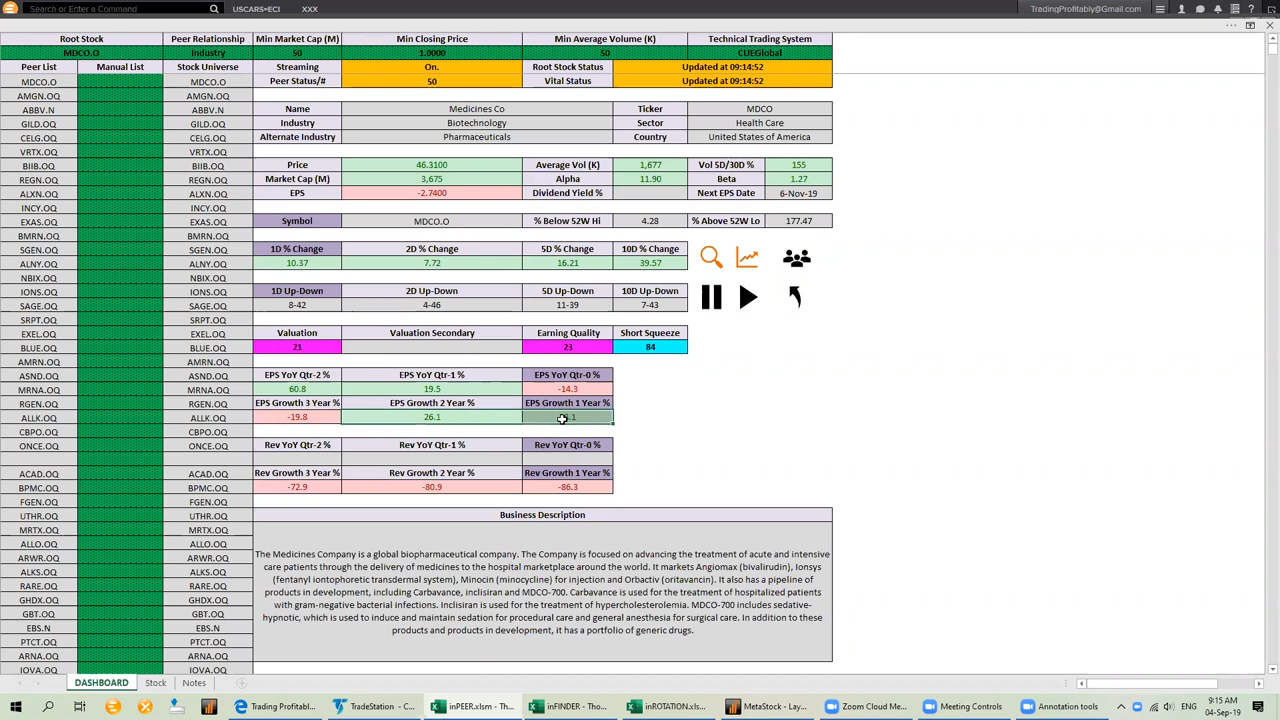 Search
USCARS=ECI XXX
TradingProfitably@Gmail.com
Root Stock Peer Relationship Min Market Cap (M) Min Closing Price Min Average Volume (K) Technical Trading System
MDCO.O Industry 50 1.0000 50 CUEGlobal
Peer List Manual List Stock Universe Streaming On. Root Stock Status Updated at 09:14:52
MDCO.O MDCO.O Peer Status/# 50 Vital Status Updated at 09:14:52
AMGN.OQ AMGN.OQ
ABBV.N ABBV.N Name Medicines Co Ticker MDCO
GILD.OQ GILD.OQ Industry Biotechnology Sector Health Care
CELG.OQ CELG.OQ Alternate Industry Pharmaceuticals Country United States of America
VRTX.OQ VRTX.OQ
BIIB.OQ BIIB.OQ Price 46.3100 Average Vol (K) 1,677 Vol 5D/30D % 155
REGN.OQ REGN.OQ Market Cap (M) 3,675 Alpha 11.90 Beta 1.27
ALXN.OQ ALXN.OQ EPS -2.7400 Dividend Yield % Next EPS Date 6-Nov-19
INCY.OQ INCY.OQ
EXAS.OQ EXAS.OQ Symbol MDCO.O % Below 52W Hi 4.28 % Above 52W Lo 177.47
BMRN.OQ BMRN.OQ
SGEN.OQ SGEN.OQ 1D % Change 2D % Change 5D % Change 10D % Change
ALNY.OQ ALNY.OQ 10.37 7.72 16.21 39.57
NBIX.OQ NBIX.OQ
IONS.OQ IONS.OQ 1D Up-Down 2D Up-Down 5D Up-Down 10D Up-Down
SAGE.OQ SAGE.OQ 8-42 4-46 11-39 7-43
SRPT.OQ SRPT.OQ
EXEL.OQ EXEL.OQ Valuation Valuation Secondary Earning Quality Short Squeeze
BLUE.OQ BLUE.OQ 21 23 84
AMRN.OQ AMRN.OQ
ASND.OQ ASND.OQ EPS YoY Qtr-2 % EPS YoY Qtr-1 % EPS YoY Qtr-0 %
MRNA.OQ MRNA.OQ 60.8 19.5 -14.3
RGEN.OQ RGEN.OQ EPS Growth 3 Year % EPS Growth 2 Year % EPS Growth 1 Year %
ALLK.OQ ALLK.OQ -19.8 26.1
CBPO.OQ CBPO.OQ
ONCE.OQ ONCE.OQ Rev YoY Qtr-2 % Rev YoY Qtr-1 % Rev YoY Qtr-0 %
ACAD.OQ ACAD.OQ Rev Growth 3 Year % Rev Growth 2 Year % Rev Growth 1 Year %
BPMC.OQ BPMC.OQ -72.9 -80.9 -86.3
FGEN.OQ FGEN.OQ
UTHR.OQ UTHR.OQ Business Description
MRTX.OQ MRTX.OQ
ALLO.OQ ALLO.OQ
ARWR.OQ ARWR.OQ
ALKS.OQ ALKS.OQ
RARE.OQ RARE.OQ
GHDX.OQ GHDX.OQ
GBT.OQ GBT.OQ
EBS.N EBS.N
PTCT.OQ PTCT.OQ
ARNA.OQ ARNA.OQ
IOVA.OQ IOVA.OQ
The Medicines Company is a global biopharmaceutical company. The Company is focused on advancing the treatment of acute and intensive
care patients through the delivery of medicines to the hospital marketplace around the world. It markets Angiomax (bivalirudin), Ionsys
(fentanyl iontophoretic transdermal system), Minocin (minocycline) for injection and Orbactiv (oritavancin). It also has a pipeline of
products in development, including Carbavance, inclisiran and MDCO-700. Carbavance is used for the treatment of hospitalized patients
with gram-negative bacterial infections. Inclisiran is used for the treatment of hypercholesterolemia. MDCO-700 includes sedative-
hypnotic, which is used to induce and maintain sedation for procedural care and general anesthesia for surgical care. In addition to these
products and products in development, it has a portfolio of generic drugs.
DASHBOARD Stock Notes
Trading Profitabl... TradeStation - C... inPEER.xlsm - Th... inFINDER - Tho... inROTATION.xls... MetaStock - Lay... Zoom Cloud Me... Meeting Controls Annotation tools
9:15 AM
04-Sep-19